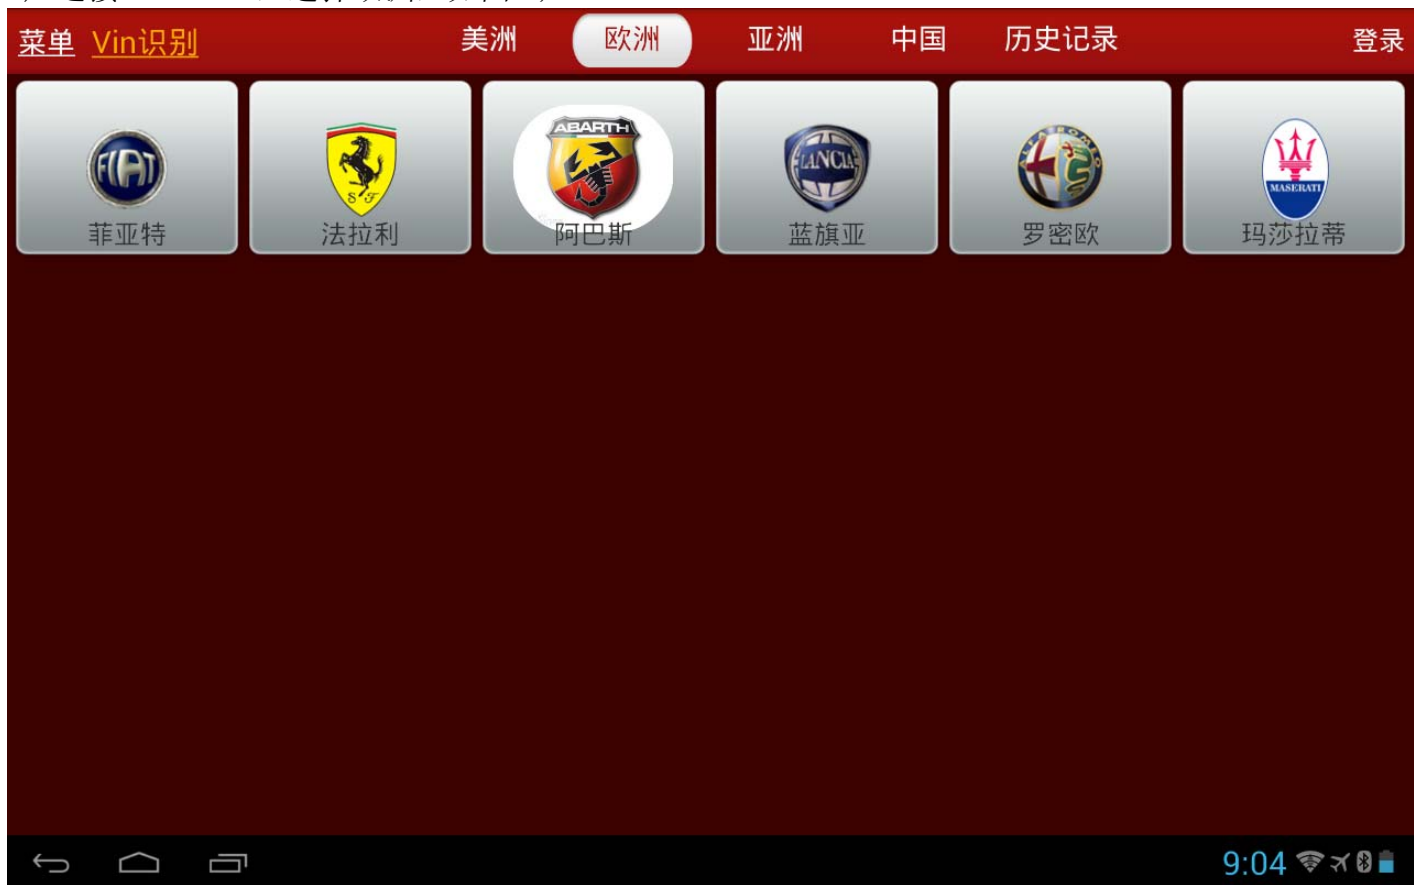 菜单 Vin识别 美洲 欧洲 亚洲 中国 历史记录 登录
FIAT ABARTH LANCIA ALFA ROMEO MASERATI
S F
菲亚特 法拉利 阿巴斯 蓝旗亚 罗密欧 玛莎拉蒂
9:04